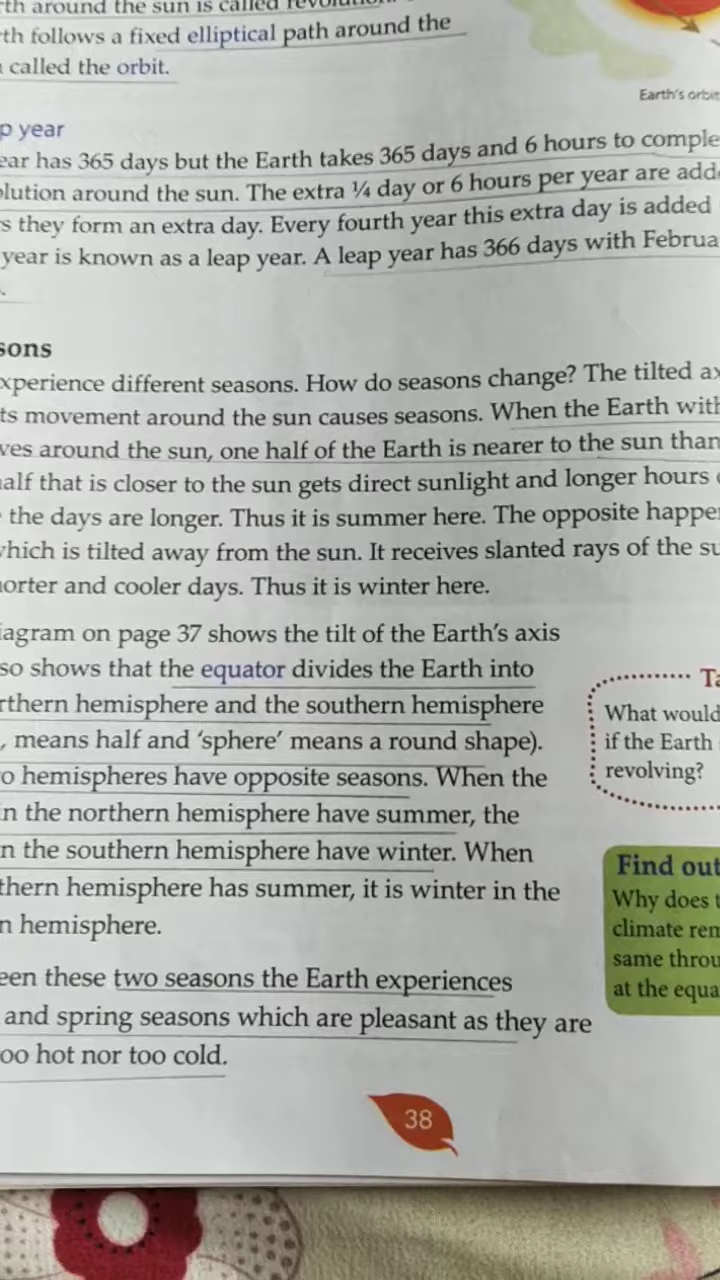 rth around the sun is called revolution.
rth follows a fixed elliptical path around the
called the orbit.
Earth's orbit
p year
ear has 365 days but the Earth takes 365 days and 6 hours to comple
olution around the sun. The extra ¼ day or 6 hours per year are adde
s they form an extra day. Every fourth year this extra day is added
year is known as a leap year. A leap year has 366 days with Februa
.
sons
xperience different seasons. How do seasons change? The tilted ax
ts movement around the sun causes seasons. When the Earth with
ves around the sun, one half of the Earth is nearer to the sun than
alf that is closer to the sun gets direct sunlight and longer hours
the days are longer. Thus it is summer here. The opposite happen
which is tilted away from the sun. It receives slanted rays of the su
orter and cooler days. Thus it is winter here.
iagram on page 37 shows the tilt of the Earth's axis
so shows that the equator divides the Earth into
rthern hemisphere and the southern hemisphere
, means half and 'sphere' means a round shape).
o hemispheres have opposite seasons. When the
in the northern hemisphere have summer, the
n the southern hemisphere have winter. When
thern hemisphere has summer, it is winter in the
n hemisphere.
een these two seasons the Earth experiences
and spring seasons which are pleasant as they are
oo hot nor too cold.
Ta
What would
if the Earth
revolving?
Find out
Why does t
climate rem
same throu
at the equa
38